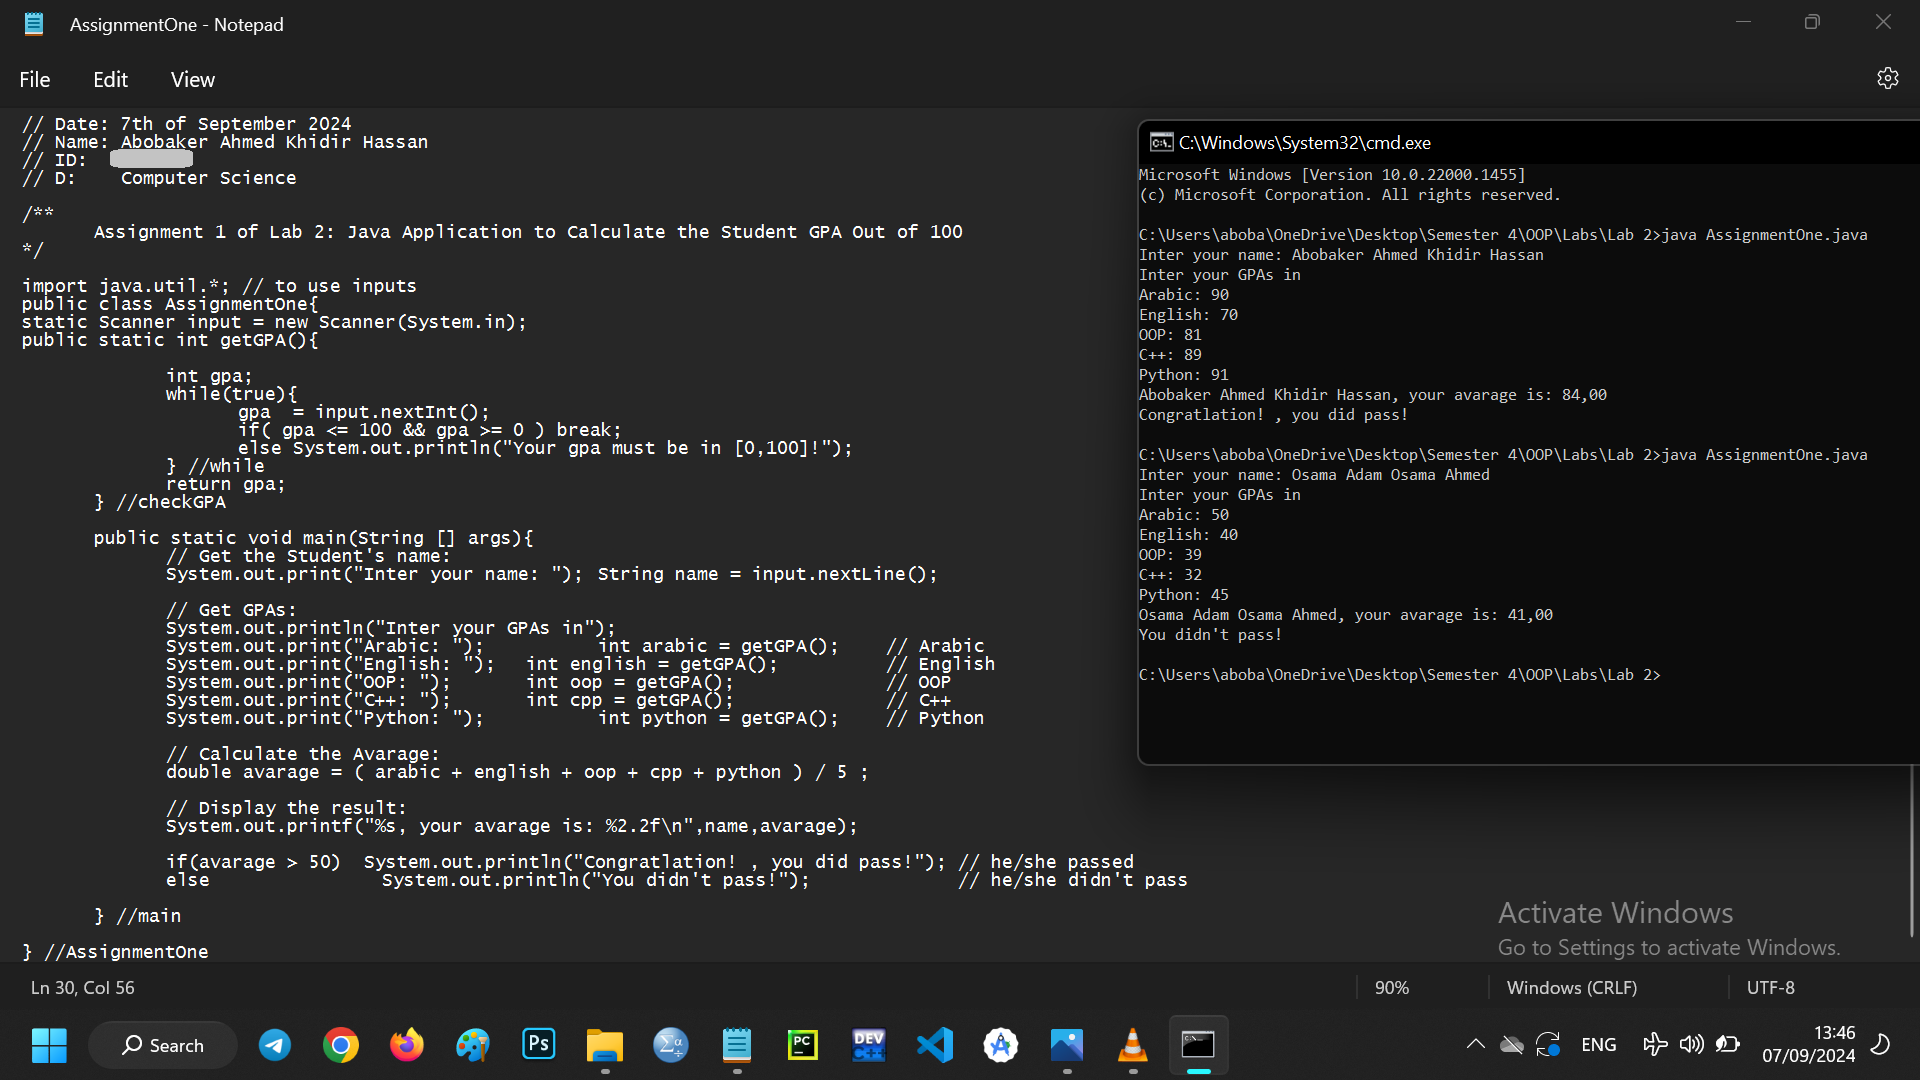 AssignmentOne - Notepad
File Edit View
// Date: 7th of September 2024
// Name: Abobaker Ahmed Khidir Hassan
// ID:
// D: Computer Science
/**
Assignment 1 of Lab 2: Java Application to Calculate the Student GPA Out of 100
*/
import java.util.*; // to use inputs
public class AssignmentOne{
static Scanner input = new Scanner(System.in);
public static int getGPA(){
int gpa;
while(true){
gpa  = input.nextInt();
if( gpa <= 100 && gpa >= 0 ) break;
else System.out.println("Your gpa must be in [0,100]!");
} //while
return gpa;
} //checkGPA
public static void main(String [] args){
// Get the Student's name:
System.out.print("Inter your name: "); String name = input.nextLine();
// Get GPAs:
System.out.println("Inter your GPAs in");
System.out.print("Arabic: "); int arabic = getGPA(); // Arabic
System.out.print("English: "); int english = getGPA(); // English
System.out.print("OOP: "); int oop = getGPA(); // OOP
System.out.print("C++: "); int cpp = getGPA(); // C++
System.out.print("Python: "); int python = getGPA(); // Python
// Calculate the Avarage:
double avarage = ( arabic + english + oop + cpp + python ) / 5 ;
// Display the result:
System.out.printf("%s, your avarage is: %2.2f\n",name,avarage);
if(avarage > 50) System.out.println("Congratlation! , you did pass!"); // he/she passed
else System.out.println("You didn't pass!"); // he/she didn't pass
} //main
} //AssignmentOne
C:\Windows\System32\cmd.exe
Microsoft Windows [Version 10.0.22000.1455]
(c) Microsoft Corporation. All rights reserved.
C:\Users\aboba\OneDrive\Desktop\Semester 4\OOP\Labs\Lab 2>java AssignmentOne.java
Inter your name: Abobaker Ahmed Khidir Hassan
Inter your GPAs in
Arabic: 90
English: 70
OOP: 81
C++: 89
Python: 91
Abobaker Ahmed Khidir Hassan, your avarage is: 84,00
Congratlation! , you did pass!
C:\Users\aboba\OneDrive\Desktop\Semester 4\OOP\Labs\Lab 2>java AssignmentOne.java
Inter your name: Osama Adam Osama Ahmed
Inter your GPAs in
Arabic: 50
English: 40
OOP: 39
C++: 32
Python: 45
Osama Adam Osama Ahmed, your avarage is: 41,00
You didn't pass!
C:\Users\aboba\OneDrive\Desktop\Semester 4\OOP\Labs\Lab 2>
Activate Windows
Go to Settings to activate Windows.
Ln 30, Col 56 90% Windows (CRLF) UTF-8
Search Ps PC DEV C++ ENG 13:46
07/09/2024